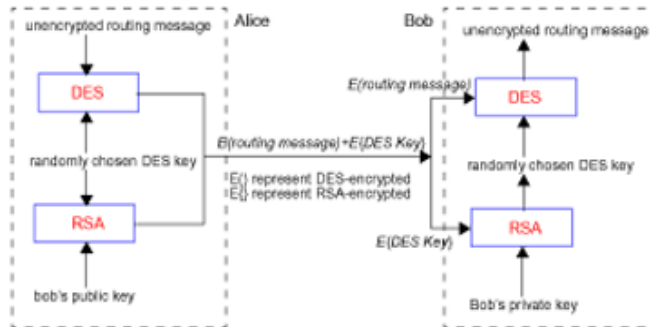 Alice
unencrypted routing message
DES
randomly chosen DES key
RSA
bob's public key
B(routing message)+E{DES Key}
E() represent DES-encrypted
E{} represent RSA-encrypted
Bob
unencrypted routing message
E(routing message)
DES
randomly chosen DES key
RSA
E{DES Key}
Bob's private key